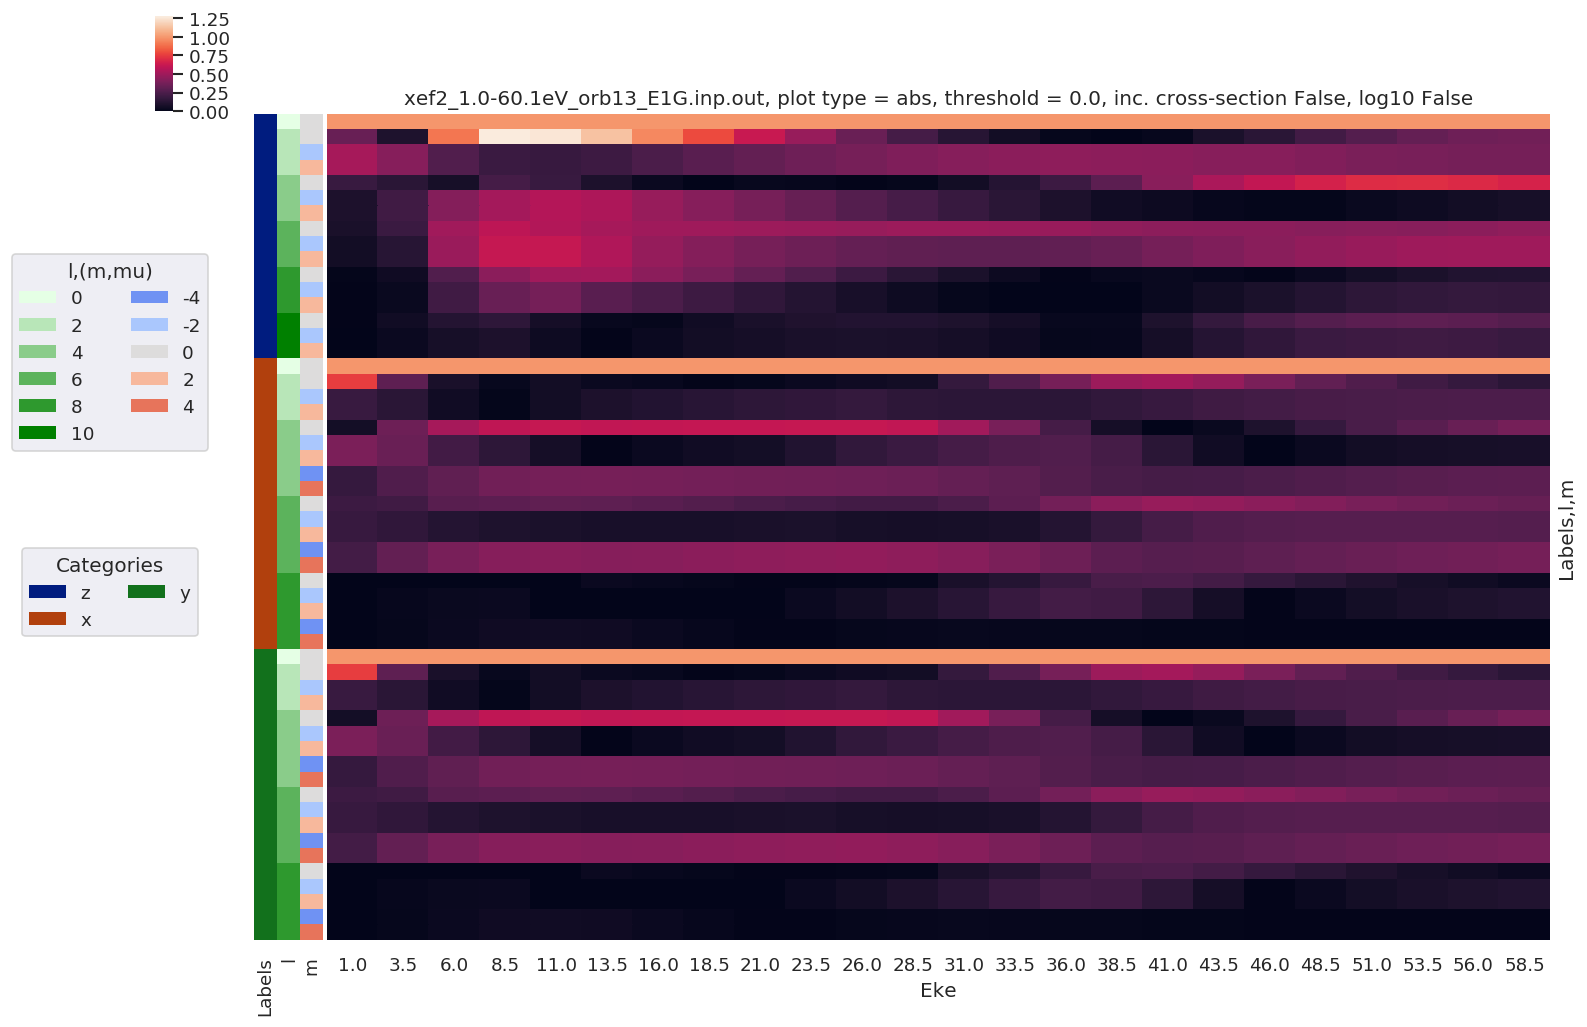 1.25
1.00
0.75
0.50
0.25
0.00
xef2_1.0-60.1eV_orb13_E1G.inp.out, plot type = abs, threshold = 0.0, inc. cross-section False, log10 False
l,(m,mu)
0 -4
2 -2
4 0
6 2
8 4
10
Categories
z y
x
Labels,l,m
Labels l m
1.0 3.5 6.0 8.5 11.0 13.5 16.0 18.5 21.0 23.5 26.0 28.5 31.0 33.5 36.0 38.5 41.0 43.5 46.0 48.5 51.0 53.5 56.0 58.5
Eke